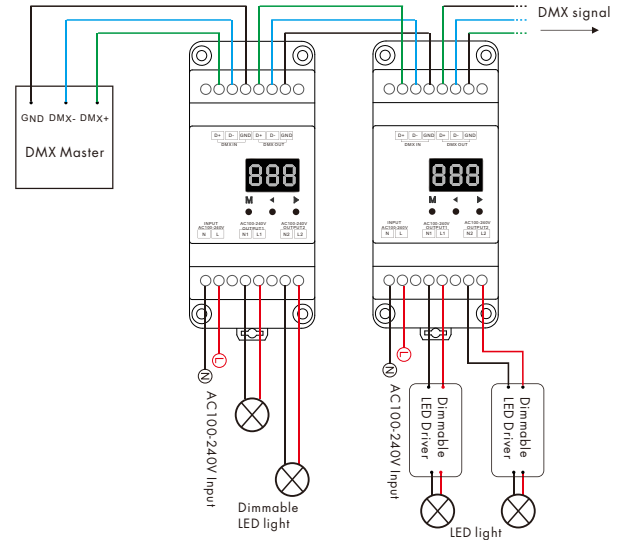 DMX signal
GND DMX- DMX+
DMX Master
D+ D- GND D+ D- GND
DMX IN DMX OUT
888
M ◄ ►
INPUT
AC100-240V
N L
AC100-240V
OUTPUT1
N1 L1
AC100-240V
OUTPUT2
N2 L2
N
L
AC100-240V Input
Dimmable
LED light
D+ D- GND D+ D- GND
DMX IN DMX OUT
888
M ◄ ►
INPUT
AC100-240V
N L
AC100-240V
OUTPUT1
N1 L1
AC100-240V
OUTPUT2
N2 L2
N
L
AC100-240V Input
Dimmable
LED Driver
Dimmable
LED Driver
LED light